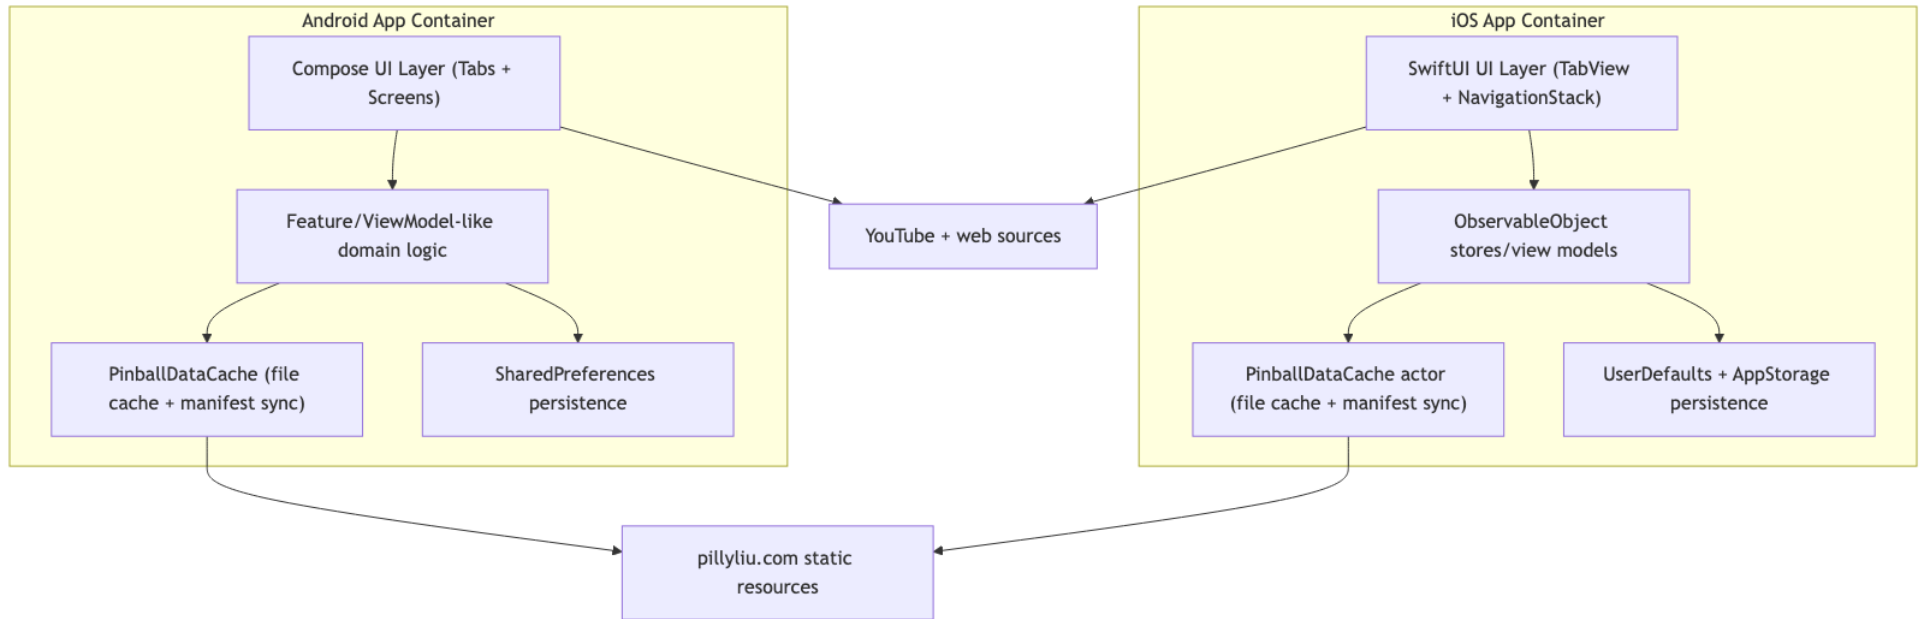 Android App Container
Compose UI Layer (Tabs +
Screens)
Feature/ViewModel-like
domain logic
PinballDataCache (file
cache + manifest sync)
SharedPreferences
persistence
YouTube + web sources
iOS App Container
SwiftUI UI Layer (TabView
+ NavigationStack)
ObservableObject
stores/view models
PinballDataCache actor
(file cache + manifest sync)
UserDefaults + AppStorage
persistence
pillyliu.com static
resources